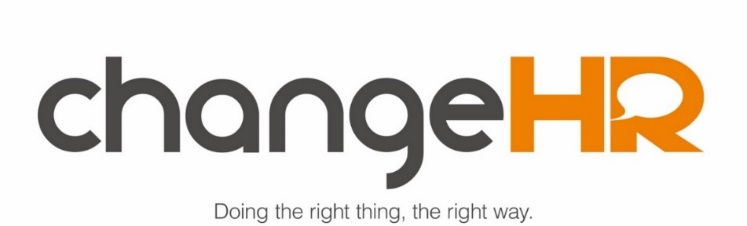 changeHR
Doing the right thing, the right way.